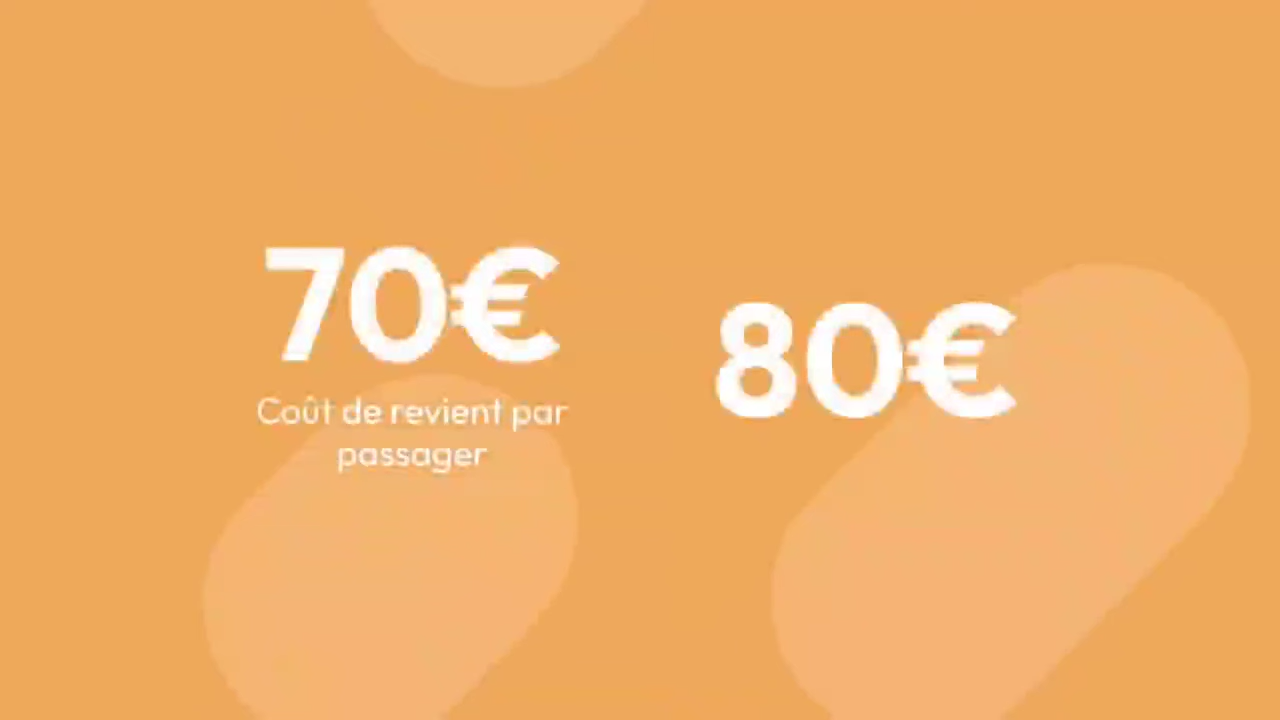 70€
Coût de revient par
passager
80€